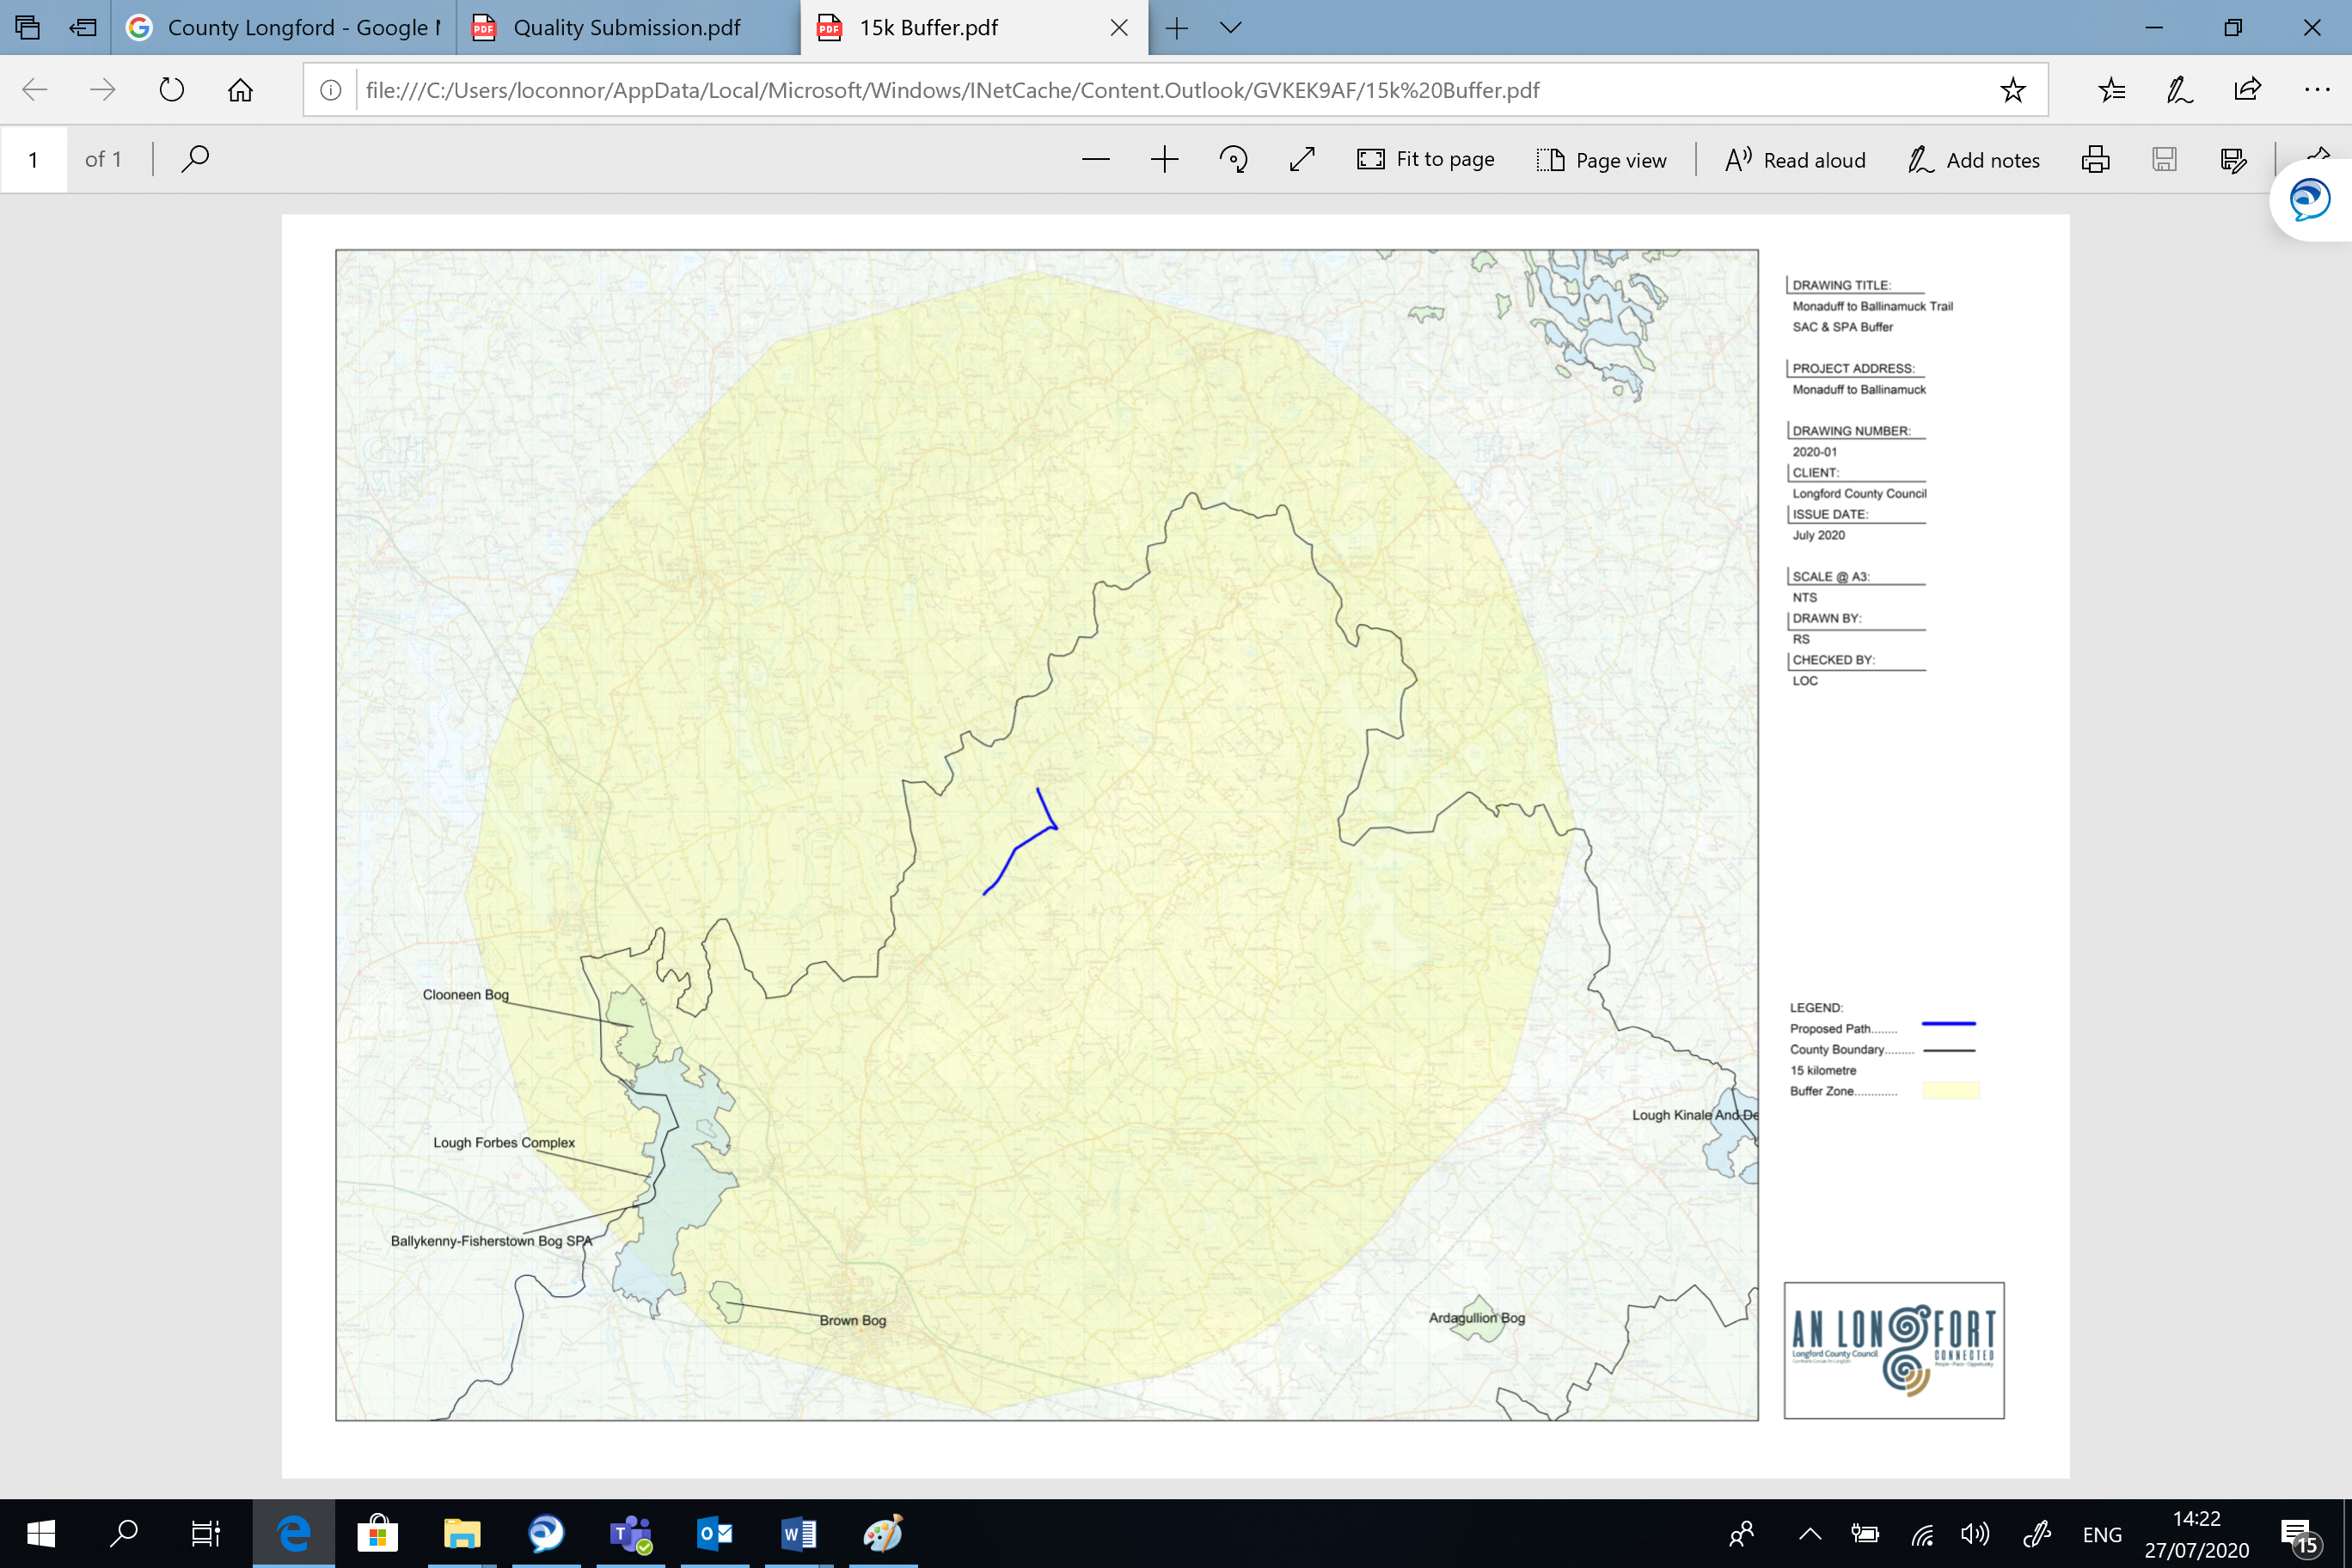 County Longford - Google
Quality Submission.pdf
15k Buffer.pdf
file:///C:/Users/loconnor/AppData/Local/Microsoft/Windows/INetCache/Content.Outlook/GVKEK9AF/15k%20Buffer.pdf
1 of 1
Fit to page
Page view
Read aloud
Add notes
DRAWING TITLE:
Monaduff to Ballinamuck Trail
SAC & SPA Buffer
PROJECT ADDRESS:
Monaduff to Ballinamuck
DRAWING NUMBER:
2020-01
CLIENT:
Longford County Council
ISSUE DATE:
July 2020
SCALE @ A3:
NTS
DRAWN BY:
RS
CHECKED BY:
LOC
Clooneen Bog
Lough Forbes Complex
Ballykenny-Fisherstown Bog SPA
Brown Bog
Ardagullion Bog
Lough Kinale And De
LEGEND:
Proposed Path........
County Boundary.........
15 kilometre
Buffer Zone............
AN LONGFORT
Longford County Council
CONNECTED
People - Place - Opportunity
ENG
14:22
27/07/2020
15